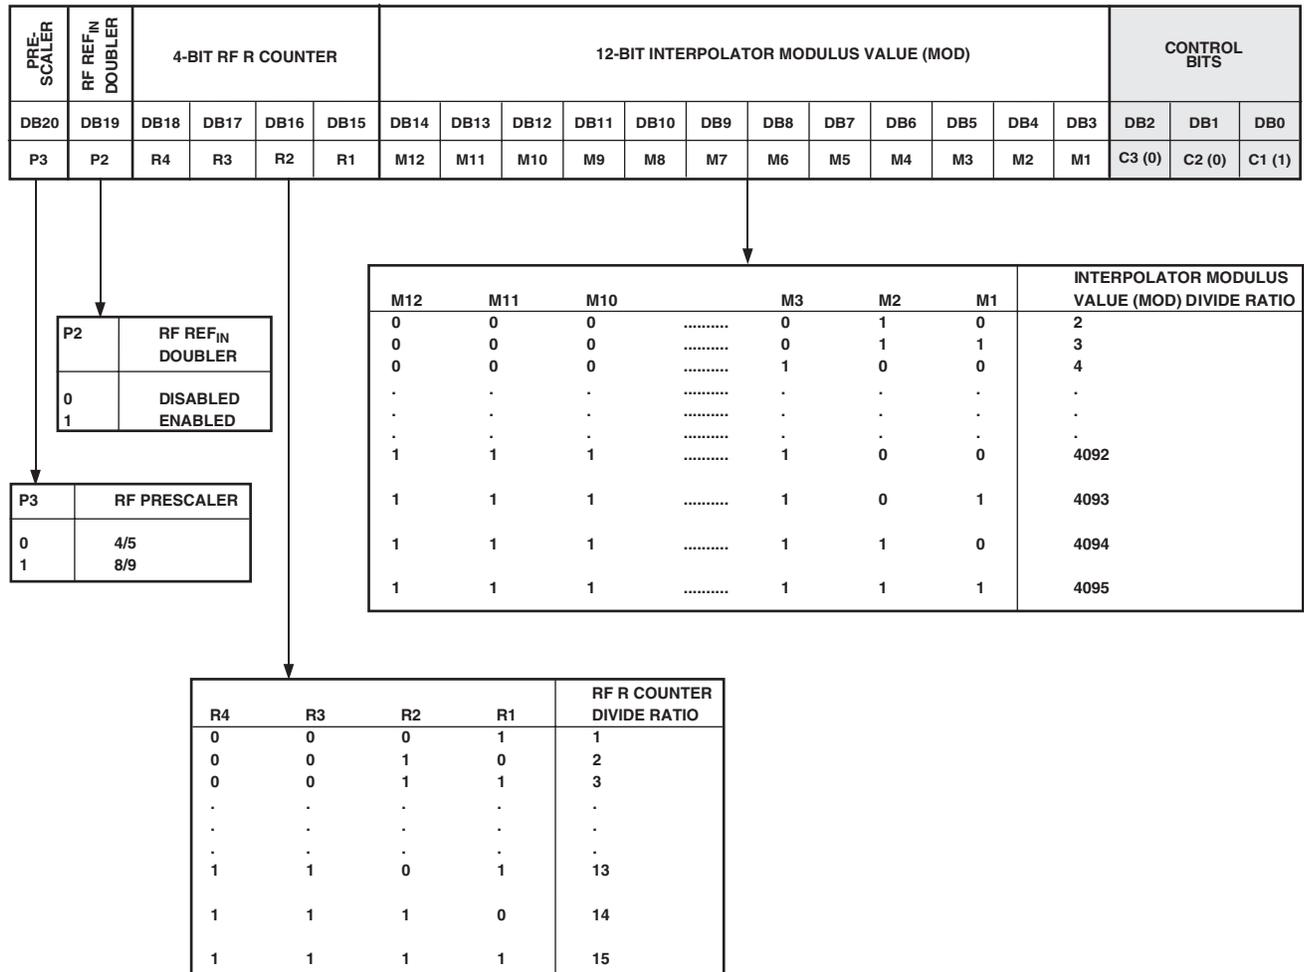 PRE-
SCALER
RF REFIN
DOUBLER
4-BIT RF R COUNTER
12-BIT INTERPOLATOR MODULUS VALUE (MOD)
CONTROL
BITS
DB20 DB19 DB18 DB17 DB16 DB15 DB14 DB13 DB12 DB11 DB10 DB9 DB8 DB7 DB6 DB5 DB4 DB3 DB2 DB1 DB0
P3 P2 R4 R3 R2 R1 M12 M11 M10 M9 M8 M7 M6 M5 M4 M3 M2 M1 C3 (0) C2 (0) C1 (1)
INTERPOLATOR MODULUS
M12 M11 M10 M3 M2 M1 VALUE (MOD) DIVIDE RATIO
0 0 0 .......... 0 1 0 2
0 0 0 .......... 0 1 1 3
0 0 0 .......... 1 0 0 4
. . . .......... . . . .
. . . .......... . . . .
. . . .......... . . . .
1 1 1 .......... 1 0 0 4092
1 1 1 .......... 1 0 1 4093
1 1 1 .......... 1 1 0 4094
1 1 1 .......... 1 1 1 4095
P2 RF REFIN
DOUBLER
0 DISABLED
1 ENABLED
P3 RF PRESCALER
0 4/5
1 8/9
RF R COUNTER
R4 R3 R2 R1 DIVIDE RATIO
0 0 0 1 1
0 0 1 0 2
0 0 1 1 3
. . . . .
. . . . .
. . . . .
1 1 0 1 13
1 1 1 0 14
1 1 1 1 15